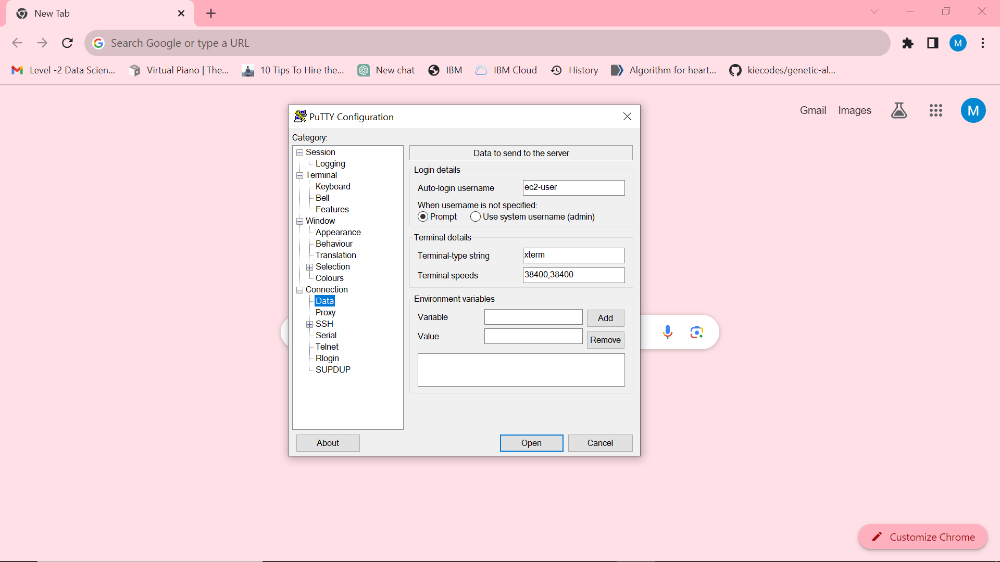 New Tab
Search Google or type a URL
Level -2 Data Scien...
Virtual Piano | The...
10 Tips To Hire the...
New chat
IBM
IBM Cloud
History
Algorithm for heart...
kiecodes/genetic-al...
Gmail
Images
M
M
PuTTY Configuration
Category:
Session
Logging
Terminal
Keyboard
Bell
Features
Window
Appearance
Behaviour
Translation
Selection
Colours
Connection
Data
Proxy
SSH
Serial
Telnet
Rlogin
SUPDUP
Data to send to the server
Login details
Auto-login username
ec2-user
When username is not specified:
Prompt
Use system username (admin)
Terminal details
Terminal-type string
xterm
Terminal speeds
38400,38400
Environment variables
Variable
Add
Value
Remove
About
Open
Cancel
Customize Chrome